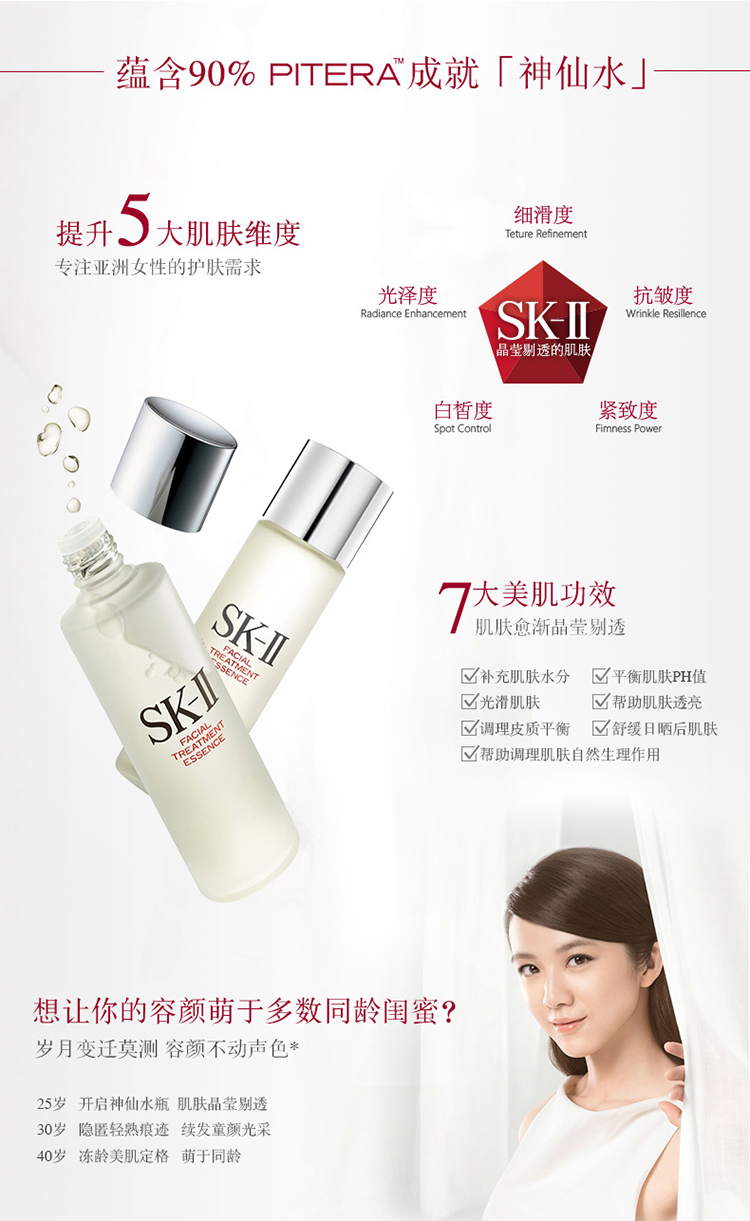 蕴含90% PITERA™成就「神仙水」
提升5大肌肤维度
专注亚洲女性的护肤需求
细滑度
Teture Refinement
光泽度
Radiance Enhancement
抗皱度
Wrinkle Resillence
SK-II
晶莹剔透的肌肤
白皙度
Spot Control
紧致度
Fimness Power
SK-II
FACIAL
TREATMENT
ESSENCE
SK-II
FACIAL
TREATMENT
ESSENCE
7大美肌功效
肌肤愈渐晶莹剔透
☑补充肌肤水分 ☑平衡肌肤PH值
☑光滑肌肤 ☑帮助肌肤透亮
☑调理皮质平衡 ☑舒缓日晒后肌肤
☑帮助调理肌肤自然生理作用
想让你的容颜萌于多数同龄闺蜜?
岁月变迁莫测 容颜不动声色*
25岁 开启神仙水瓶 肌肤晶莹剔透
30岁 隐匿轻熟痕迹 续发童颜光采
40岁 冻龄美肌定格 萌于同龄